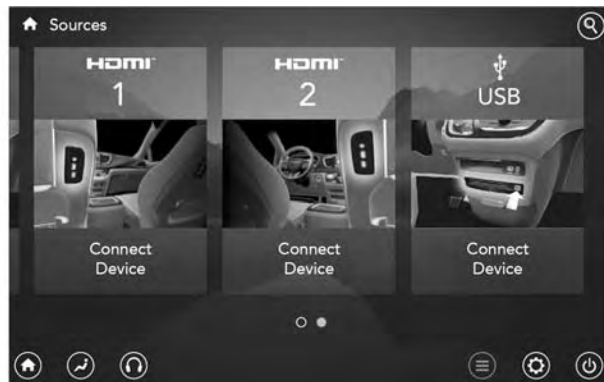 Sources
HDMI
1
Connect
Device
HDMI
2
Connect
Device
USB
Connect
Device